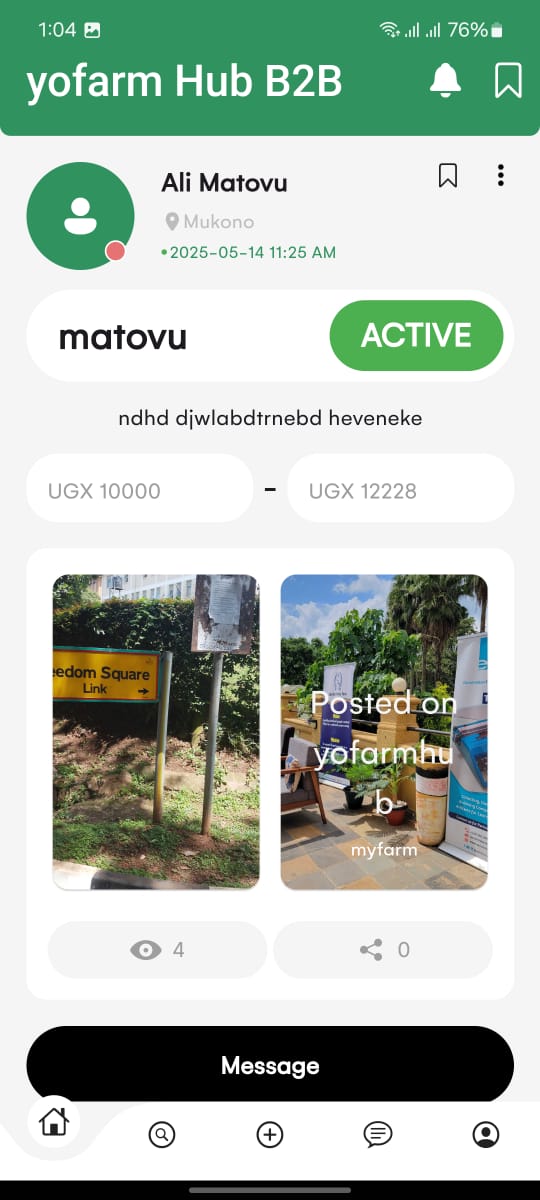 1:04
76%
yofarm Hub B2B
Ali Matovu
Mukono
2025-05-14 11:25 AM
matovu
ACTIVE
ndhd djwlabdtrnebd heveneke
UGX 10000
-
UGX 12228
eedom Square
Link
Posted on
yofarmhu
b
myfarm
4
0
Message